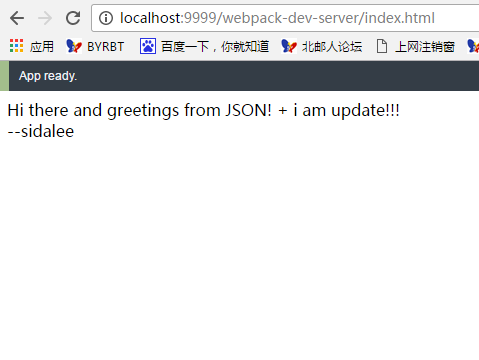 localhost:9999/webpack-dev-server/index.html
应用 BYRBT 百度一下，你就知道 北邮人论坛 上网注销窗
App ready.
Hi there and greetings from JSON! + i am update!!!
--sidalee